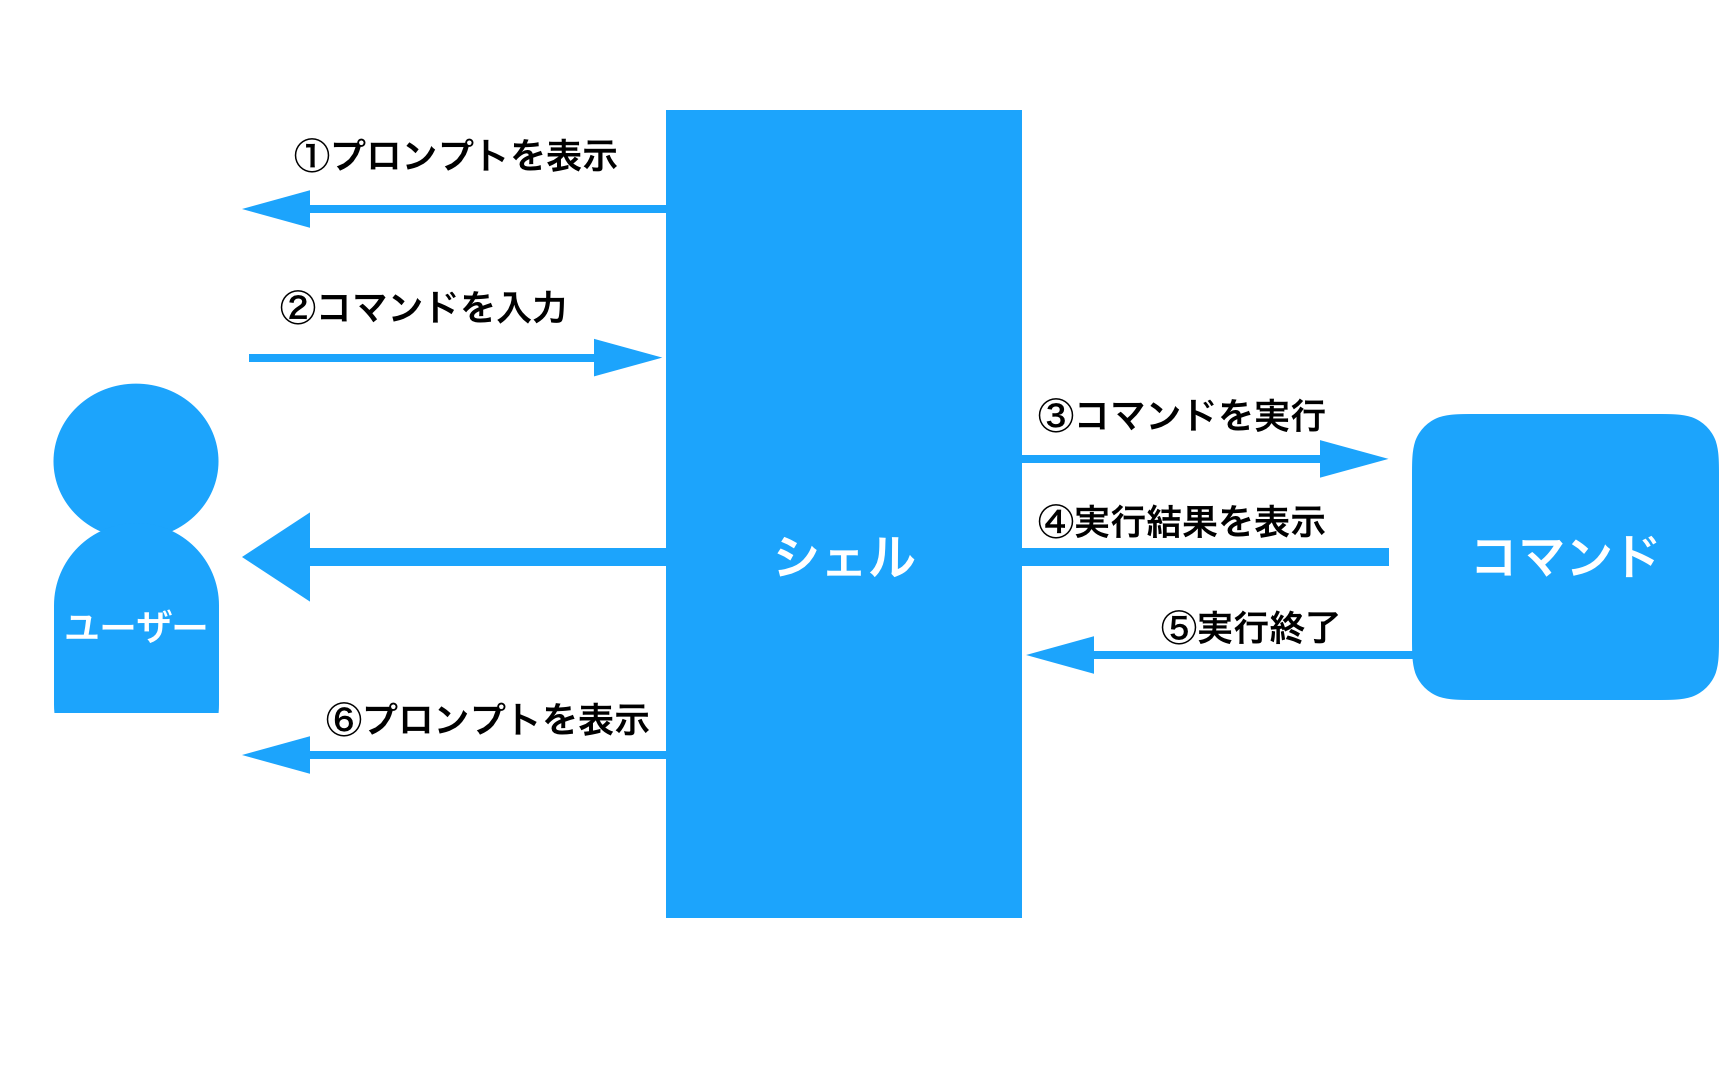 ①プロンプトを表示
②コマンドを入力
③コマンドを実行
④実行結果を表示
シェル
コマンド
ユーザー
⑤実行終了
⑥プロンプトを表示